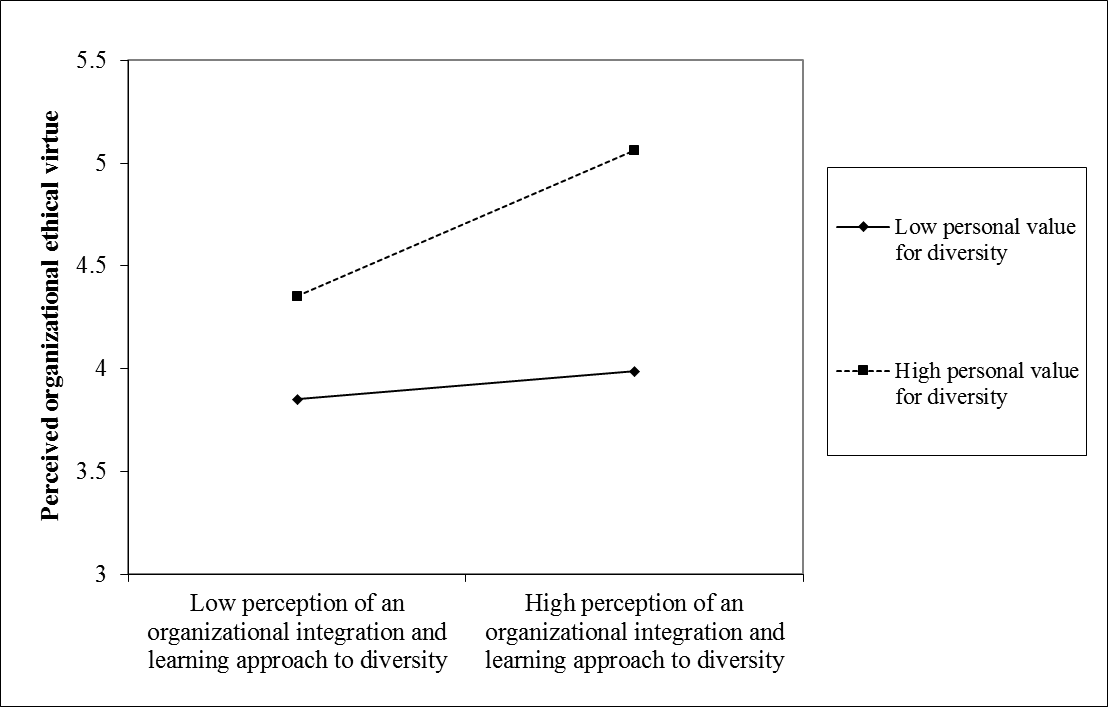 Perceived organizational ethical virtue
5.5
5
4.5
4
3.5
3
Low perception of an
organizational integration and
learning approach to diversity
High perception of an
organizational integration and
learning approach to diversity
Low personal value
for diversity
High personal value
for diversity